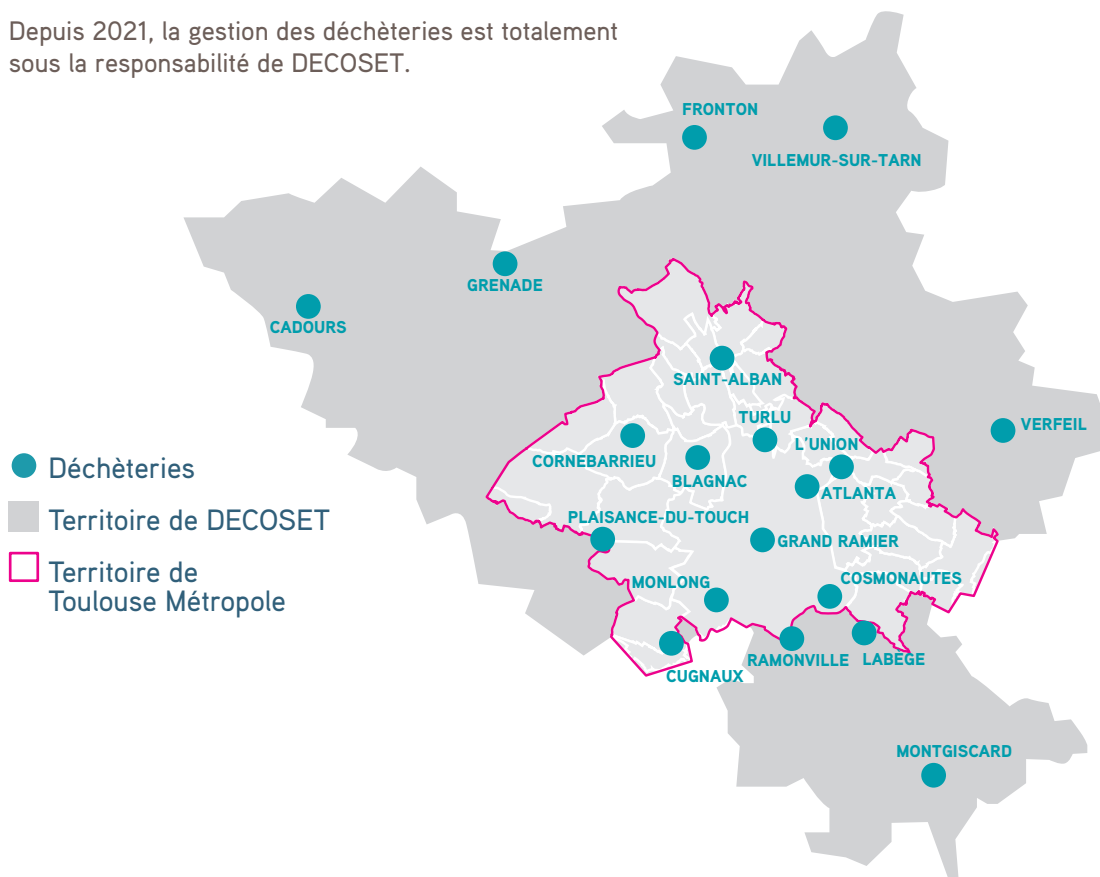 Depuis 2021, la gestion des déchèteries est totalement
sous la responsabilité de DECOSET.
FRONTON
VILLEMUR-SUR-TARN
GRENADE
CADOURS
SAINT-ALBAN
TURLU
VERFEIL
L'UNION
CORNEBARRIEU
BLAGNAC
ATLANTA
PLAISANCE-DU-TOUCH
GRAND RAMIER
COSMONAUTES
MONLONG
RAMONVILLE
LABÈGE
CUGNAUX
MONTGISCARD
Déchèteries
Territoire de DECOSET
Territoire de
Toulouse Métropole